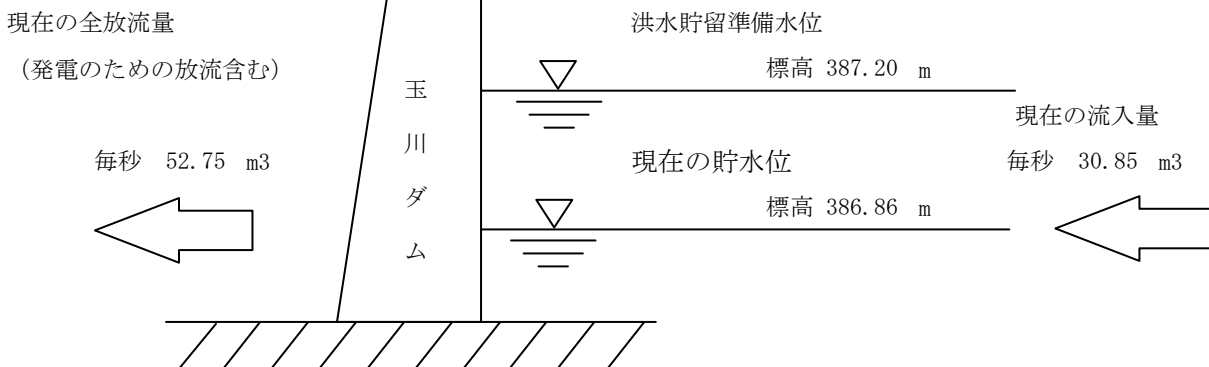 現在の全放流量
（発電のための放流含む）
毎秒 52.75 m3
玉川ダム
洪水貯留準備水位
標高 387.20 m
現在の貯水位
標高 386.86 m
現在の流入量
毎秒 30.85 m3